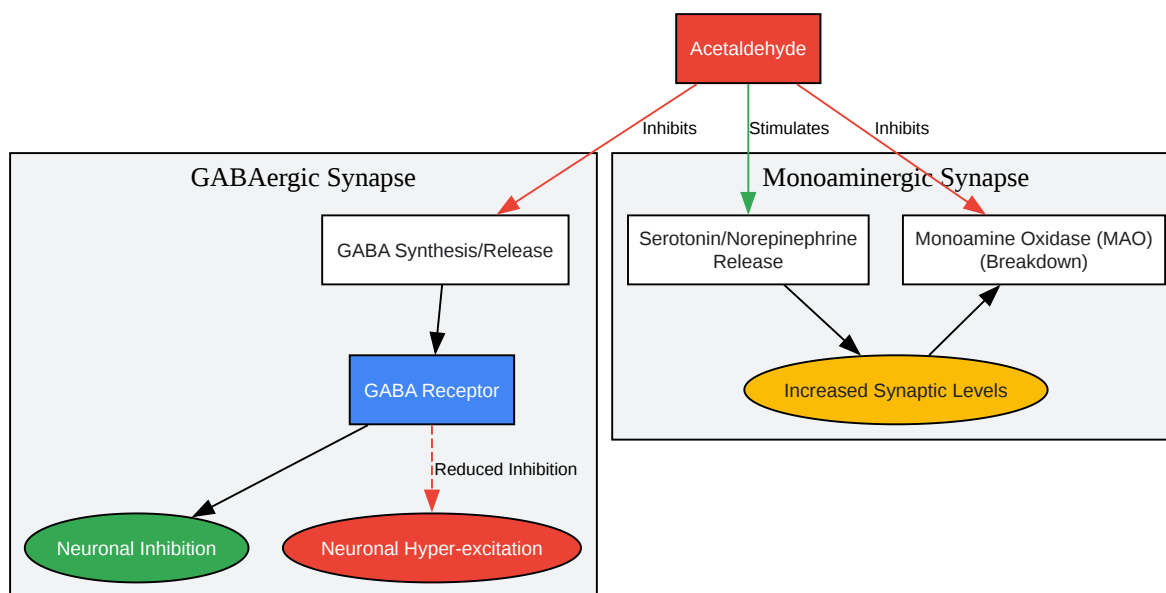 Acetaldehyde
Inhibits
Stimulates
Inhibits
GABAergic Synapse
Monoaminergic Synapse
GABA Synthesis/Release
Serotonin/Norepinephrine
Release
Monoamine Oxidase (MAO)
(Breakdown)
GABA Receptor
Increased Synaptic Levels
Reduced Inhibition
Neuronal Inhibition
Neuronal Hyper-excitation